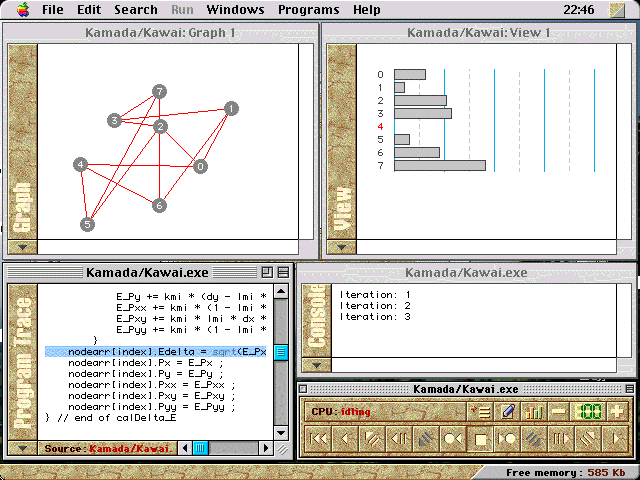 File Edit Search Run Windows Programs Help 22:46
Kamada/Kawai: Graph 1
Graph
7
1
3
2
4
0
6
5
Kamada/Kawai: View 1
View
0
1
2
3
4
5
6
7
Kamada/Kawai.exe
Program Trace
E_Py += kmi * (dy - lmi *
E_Pxx += kmi * (1 - lmi *
E_Pxy += kmi * lmi * dx *
E_Pyy += kmi * (1 - lmi *
}
nodearr[index].Edelta = sqrt(E_Px
nodearr[index].Px = E_Px ;
nodearr[index].Py = E_Py ;
nodearr[index].Pxx = E_Pxx ;
nodearr[index].Pxy = E_Pxy ;
nodearr[index].Pyy = E_Pyy ;
} // end of calDelta_E
Source: Kamada/Kawai.
Kamada/Kawai.exe
Console
Iteration: 1
Iteration: 2
Iteration: 3
Kamada/Kawai.exe
CPU: idling
Free memory: 585 Kb